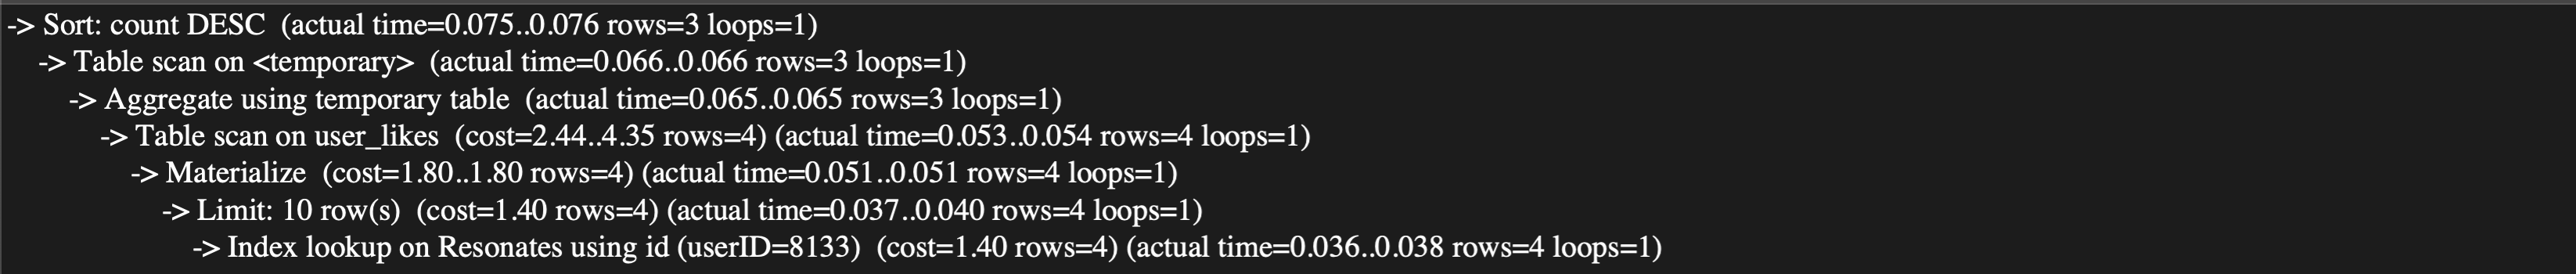 -> Sort: count DESC  (actual time=0.075..0.076 rows=3 loops=1)
-> Table scan on <temporary>  (actual time=0.066..0.066 rows=3 loops=1)
-> Aggregate using temporary table  (actual time=0.065..0.065 rows=3 loops=1)
-> Table scan on user_likes  (cost=2.44..4.35 rows=4) (actual time=0.053..0.054 rows=4 loops=1)
-> Materialize  (cost=1.80..1.80 rows=4) (actual time=0.051..0.051 rows=4 loops=1)
-> Limit: 10 row(s)  (cost=1.40 rows=4) (actual time=0.037..0.040 rows=4 loops=1)
-> Index lookup on Resonates using id (userID=8133)  (cost=1.40 rows=4) (actual time=0.036..0.038 rows=4 loops=1)